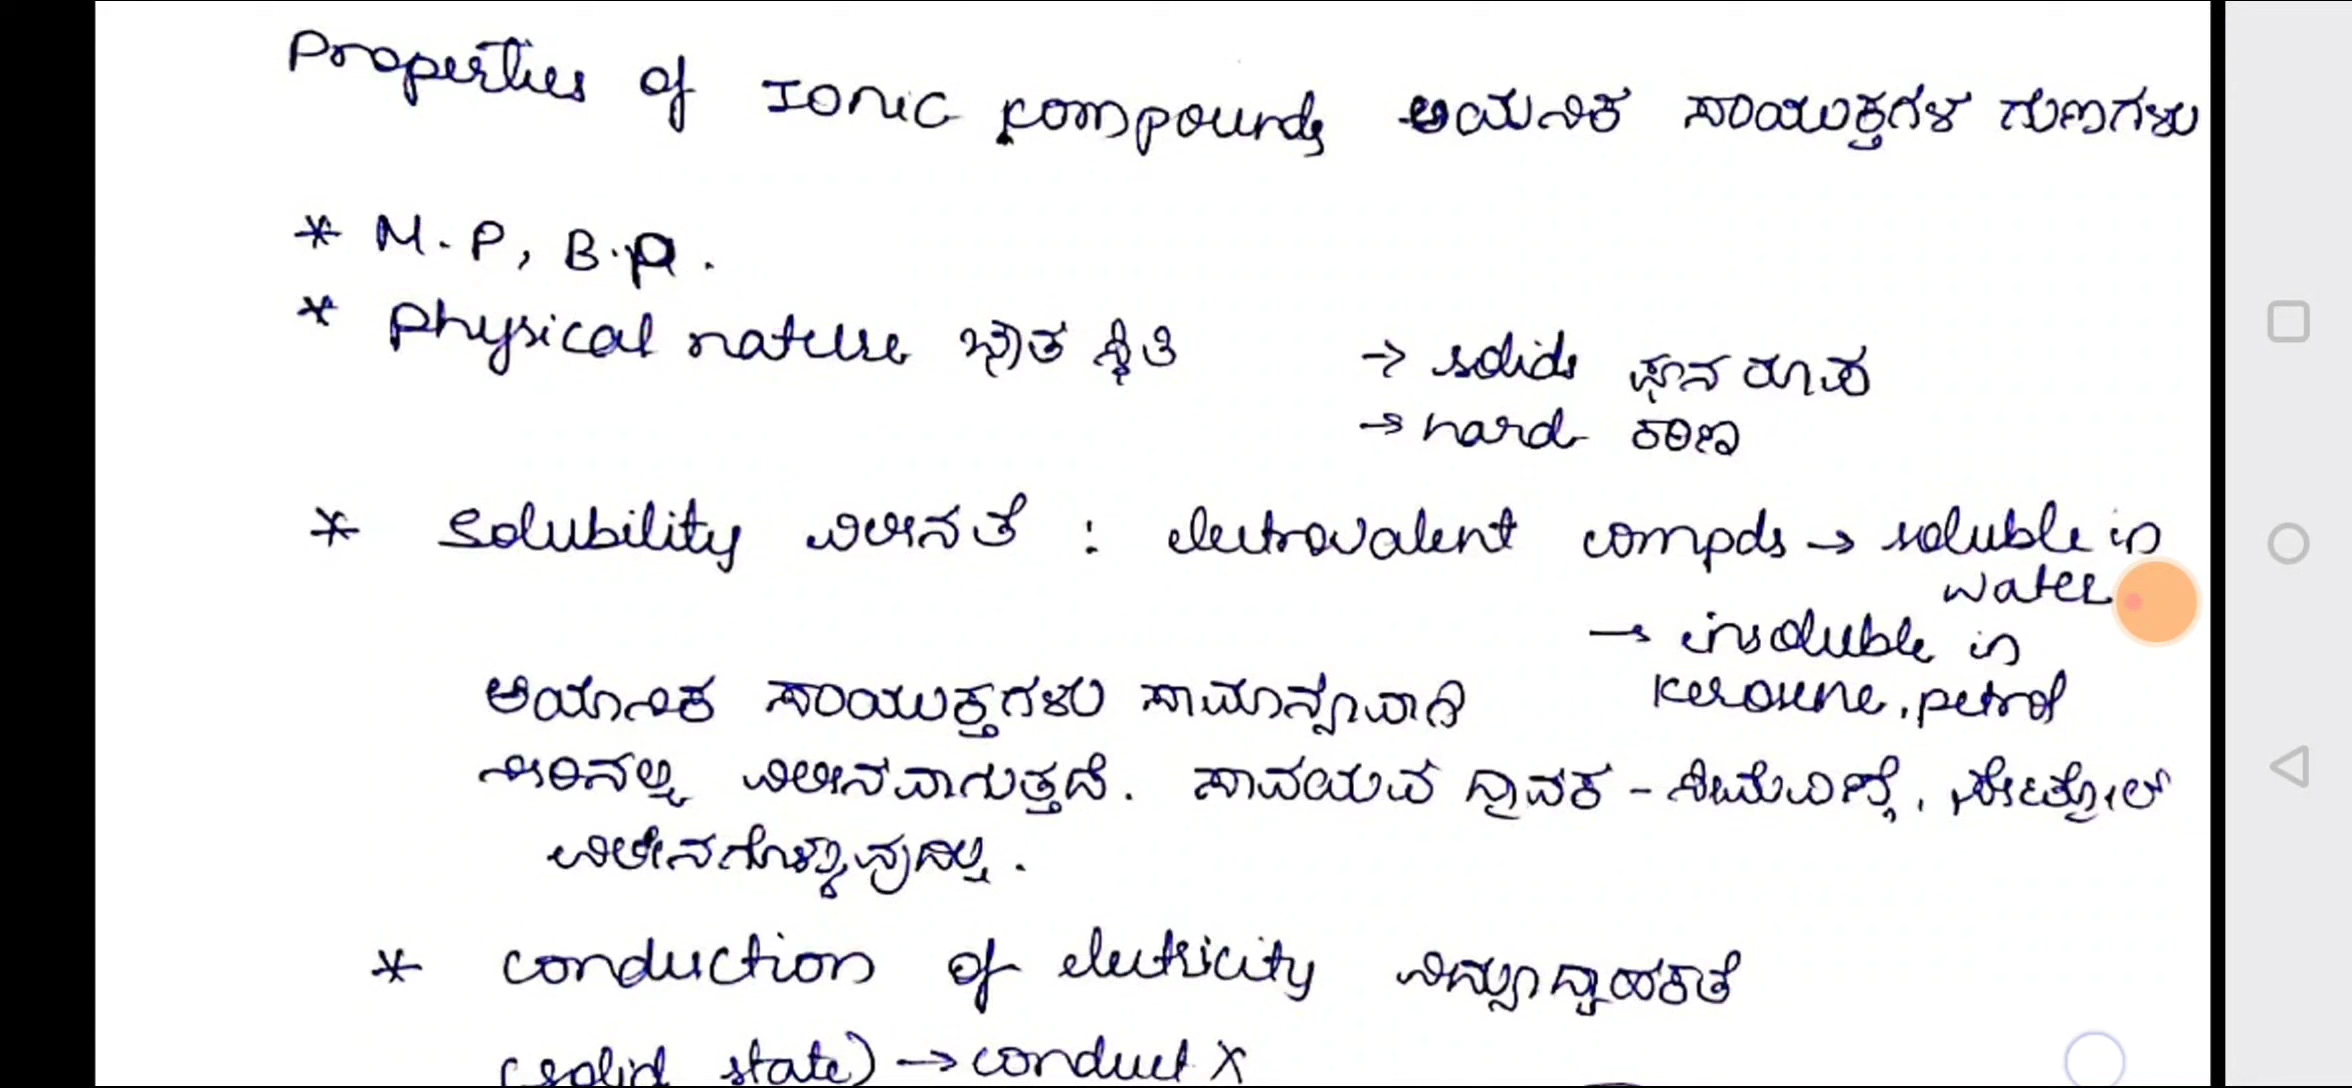 Properties of Ionic compounds ಅಯಾನಿಕ ಸಂಯುಕ್ತಗಳ ಗುಣಗಳು
* M.P, B.P.
* Physical nature ಭೌತ ಸ್ಥಿತಿ → solids ಘನ ರೂಪ
→ hard ಕಠಿಣ
* Solubility ವಿಲೀನತೆ : electrovalent compds → soluble in
water
→ insoluble in
ಅಯಾನಿಕ ಸಂಯುಕ್ತಗಳು ಸಾಮಾನ್ಯವಾಗಿ kerosene, petrol
ನೀರಿನಲ್ಲಿ ವಿಲೀನವಾಗುತ್ತದೆ. ಸಾವಯವ ದ್ರಾವಕ - ಸೀಮೆಎಣ್ಣೆ, ಪೆಟ್ರೋಲ್
ವಿಲೀನಗೊಳ್ಳುವುದಿಲ್ಲ.
* conduction of electricity ವಿದ್ಯುದ್ವಾಹಕತೆ
(solid state) → conduct X